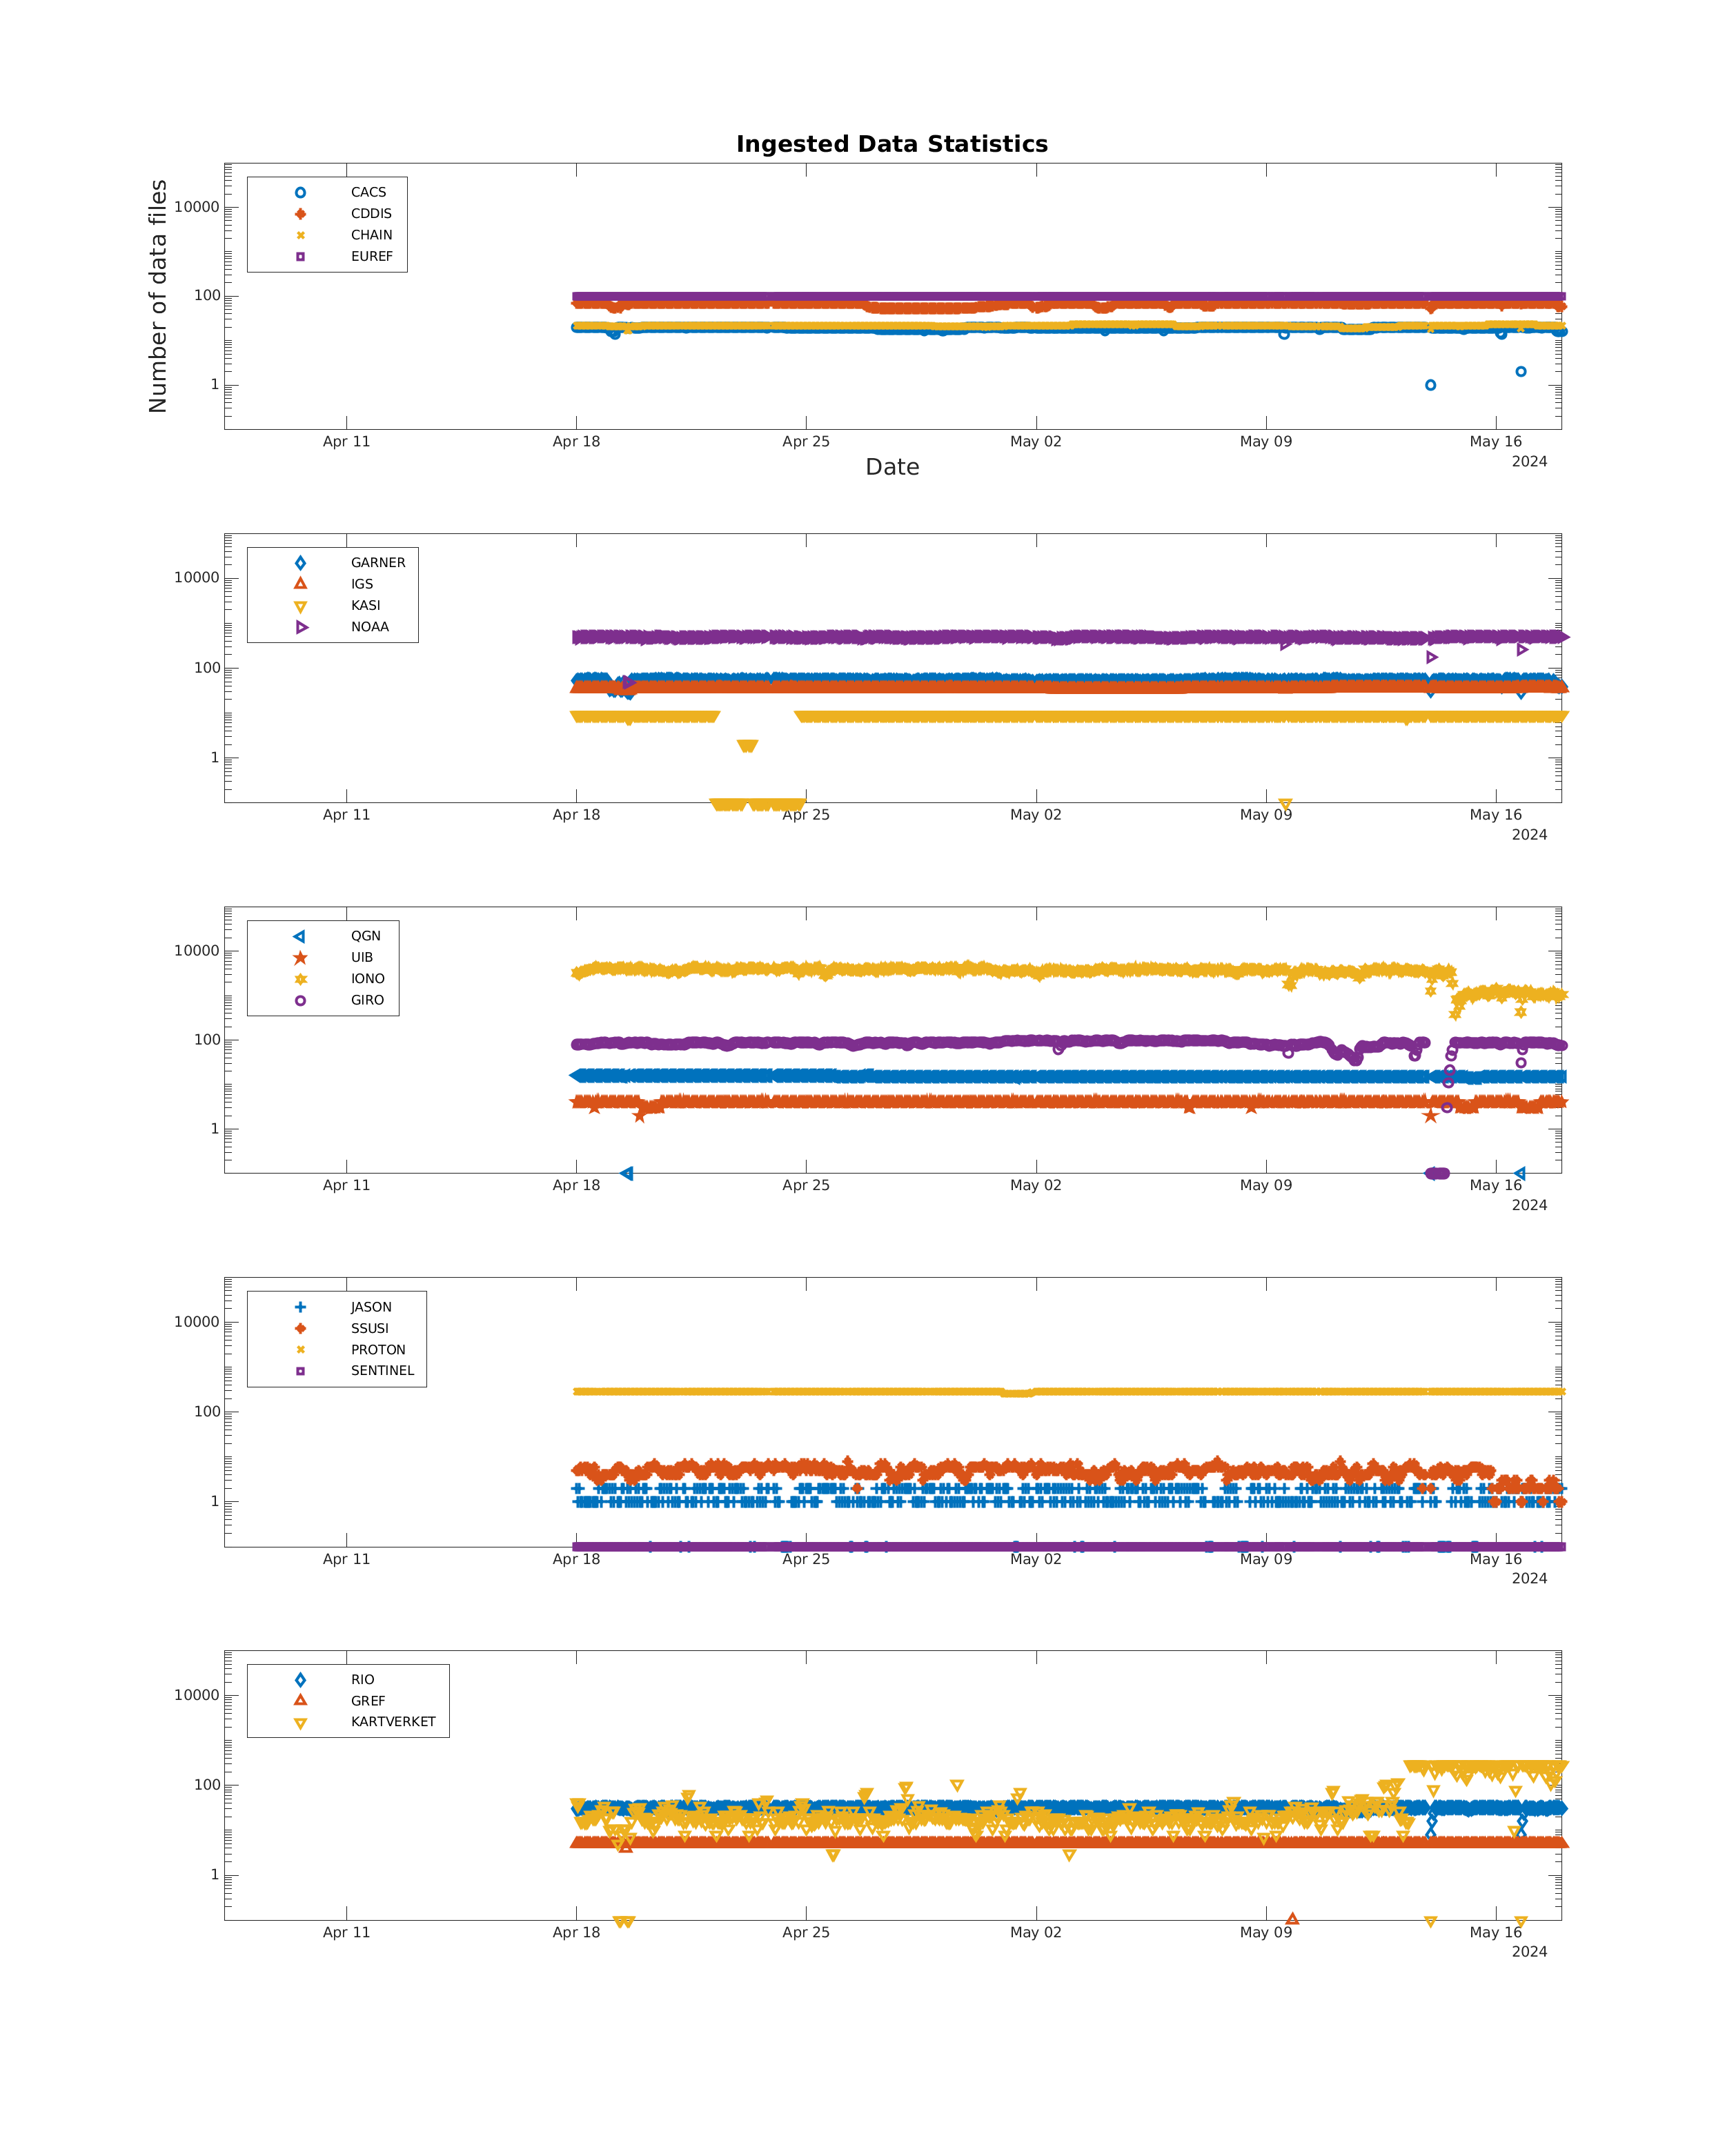 Ingested Data Statistics
Number of data files
CACS
CDDIS
CHAIN
EUREF
10000
100
1
Apr 11 Apr 18 Apr 25 May 02 May 09 May 16
2024
Date
GARNER
IGS
KASI
NOAA
10000
100
1
Apr 11 Apr 18 Apr 25 May 02 May 09 May 16
2024
QGN
UIB
IONO
GIRO
10000
100
1
Apr 11 Apr 18 Apr 25 May 02 May 09 May 16
2024
JASON
SSUSI
PROTON
SENTINEL
10000
100
1
Apr 11 Apr 18 Apr 25 May 02 May 09 May 16
2024
RIO
GREF
KARTVERKET
10000
100
1
Apr 11 Apr 18 Apr 25 May 02 May 09 May 16
2024